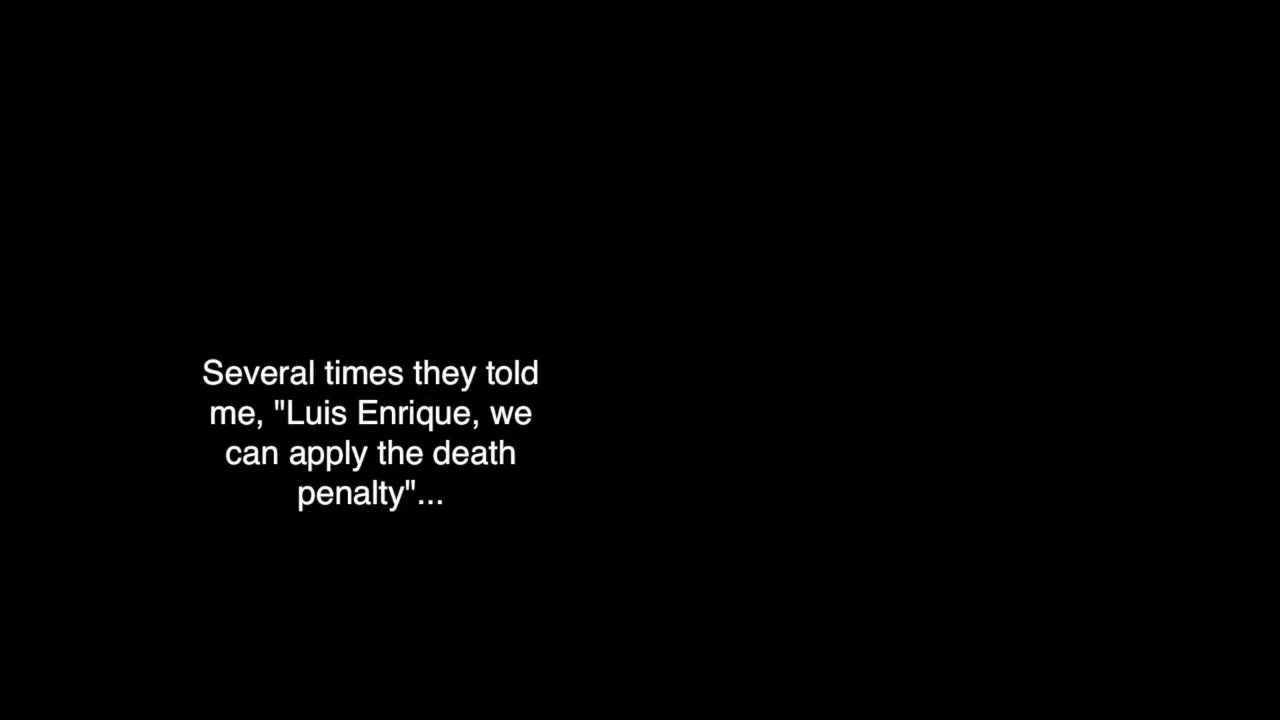 Several times they told
me, "Luis Enrique, we
can apply the death
penalty"...